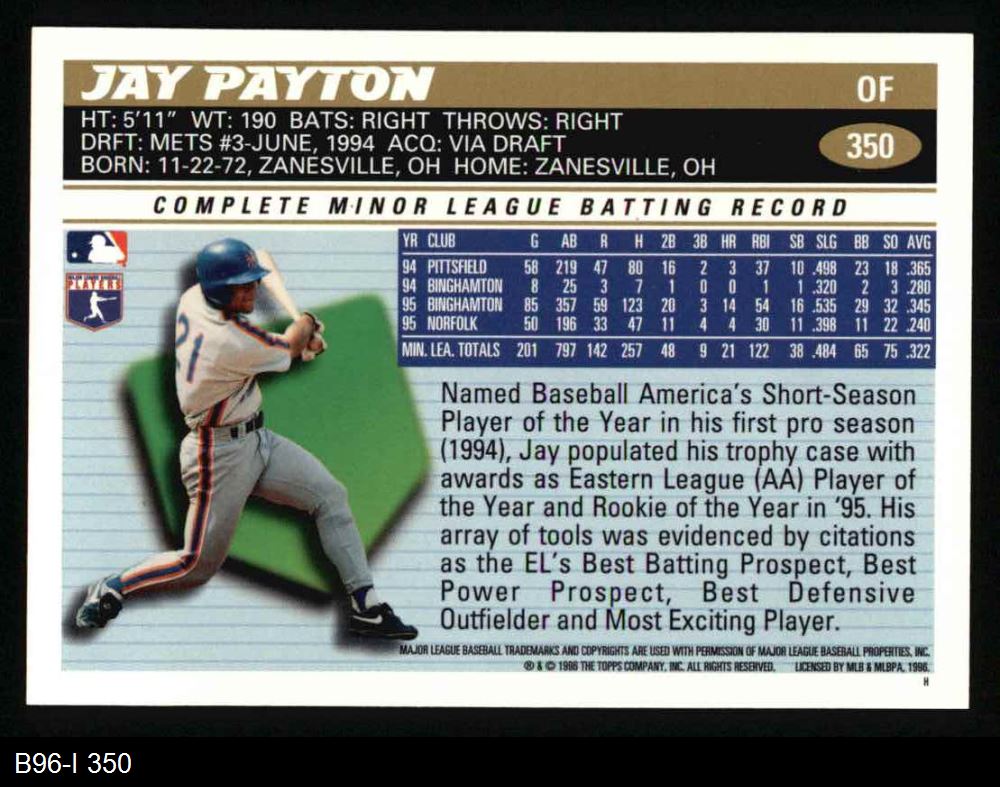 JAY PAYTON
OF
HT: 5'11" WT: 190 BATS: RIGHT THROWS: RIGHT
DRFT: METS #3-JUNE, 1994 ACQ: VIA DRAFT
BORN: 11-22-72, ZANESVILLE, OH HOME: ZANESVILLE, OH
350
COMPLETE MINOR LEAGUE BATTING RECORD
YR CLUB G AB R H 2B 3B HR RBI SB SLG BB SO AVG
94 PITTSFIELD 58 219 47 80 16 2 3 37 10 .498 23 18 .365
94 BINGHAMTON 8 25 3 7 1 0 0 1 1 .320 2 3 .280
95 BINGHAMTON 85 357 59 123 20 3 14 54 16 .535 29 32 .345
95 NORFOLK 50 196 33 47 11 4 4 30 11 .398 11 22 .240
MIN. LEA. TOTALS 201 797 142 257 48 9 21 122 38 .484 65 75 .322
MAJOR LEAGUE BASEBALL
PLAYERS
21
Named Baseball America's Short-Season
Player of the Year in his first pro season
(1994), Jay populated his trophy case with
awards as Eastern League (AA) Player of
the Year and Rookie of the Year in '95. His
array of tools was evidenced by citations
as the EL's Best Batting Prospect, Best
Power Prospect, Best Defensive
Outfielder and Most Exciting Player.
MAJOR LEAGUE BASEBALL TRADEMARKS AND COPYRIGHTS ARE USED WITH PERMISSION OF MAJOR LEAGUE BASEBALL PROPERTIES, INC.
® & © 1996 THE TOPPS COMPANY, INC. ALL RIGHTS RESERVED. LICENSED BY MLB & MLBPA, 1996.
H
B96-I 350